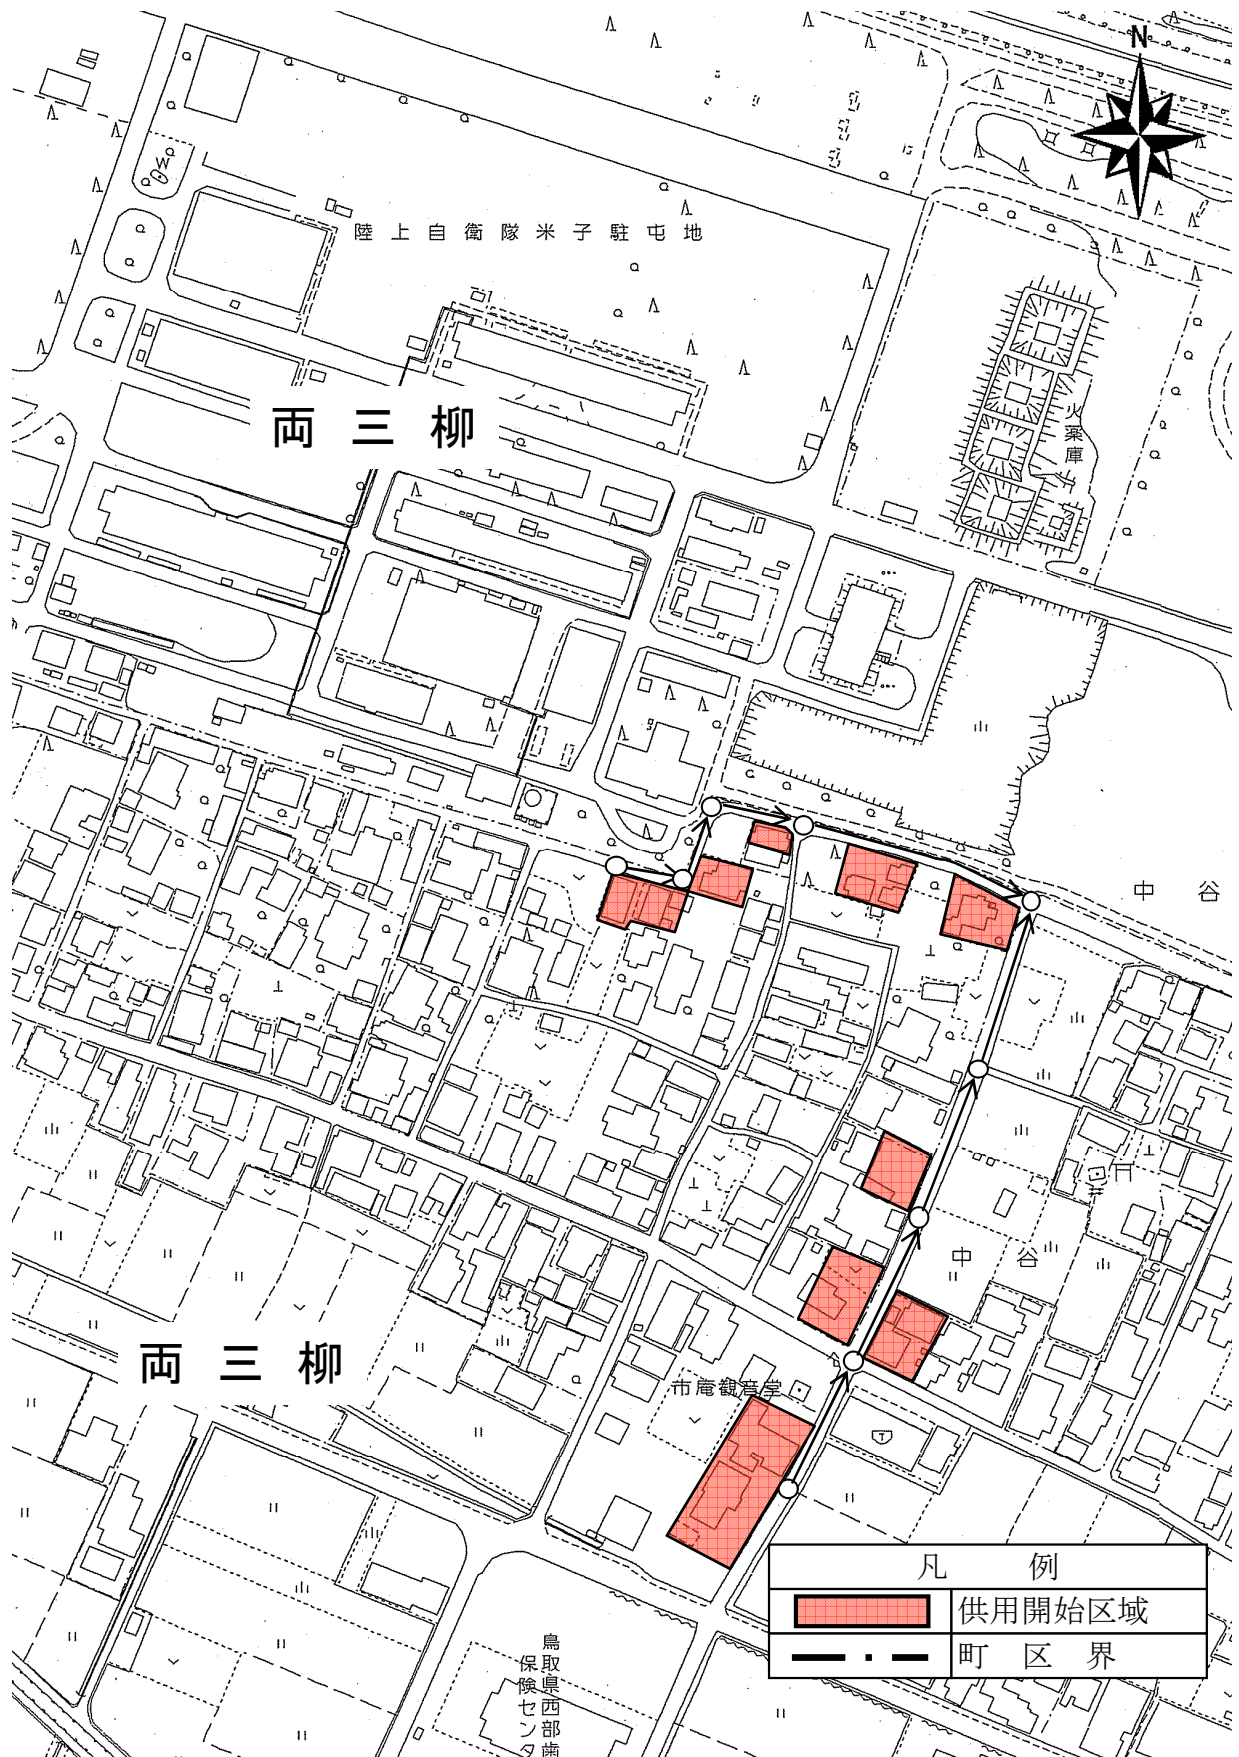 N
陸上自衛隊米子駐屯地
W
火薬庫
両三柳
中谷
中谷
両三柳
市庵観音堂
凡例
供用開始区域
町区界
鳥取県西部歯
保険センタ